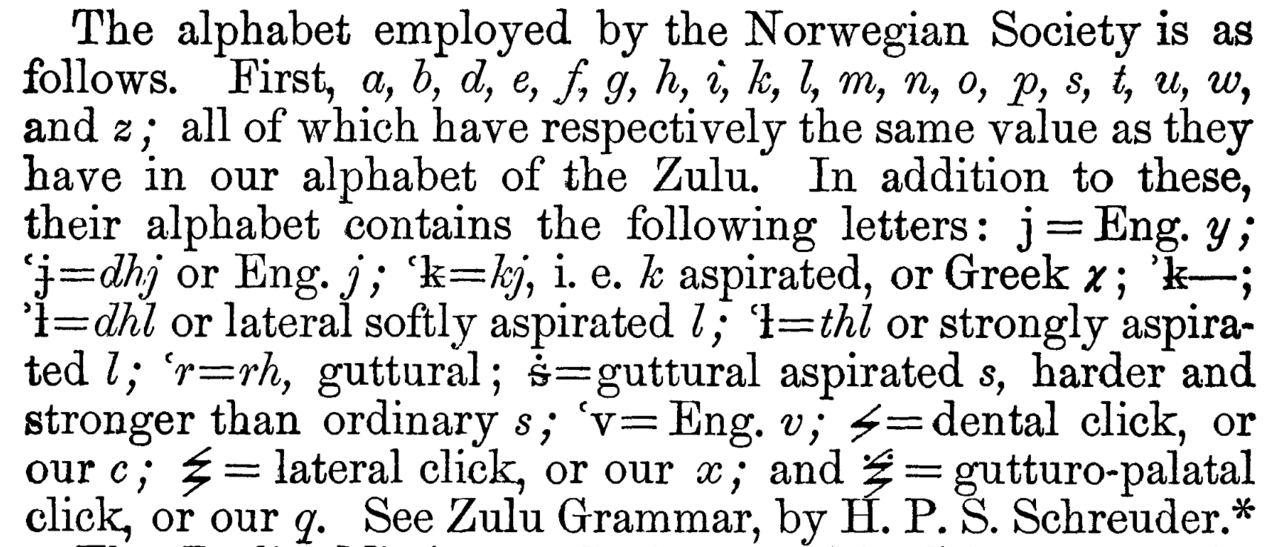 The alphabet employed by the Norwegian Society is as
follows. First, a, b, d, e, f, g, h, i, k, l, m, n, o, p, s, t, u, w,
and z; all of which have respectively the same value as they
have in our alphabet of the Zulu. In addition to these,
their alphabet contains the following letters: j = Eng. y;
‘ɉ=dhj or Eng. j; ‘ꝁ=kj, i. e. k aspirated, or Greek χ; ’ꝁ—;
’ƚ=dhl or lateral softly aspirated l; ‘ƚ=thl or strongly aspira-
ted l; ‘r=rh, guttural; ṡ=guttural aspirated s, harder and
stronger than ordinary s; ‘v=Eng. v; =dental click, or
our c; = lateral click, or our x; and = gutturo-palatal
click, or our q. See Zulu Grammar, by H. P. S. Schreuder.*